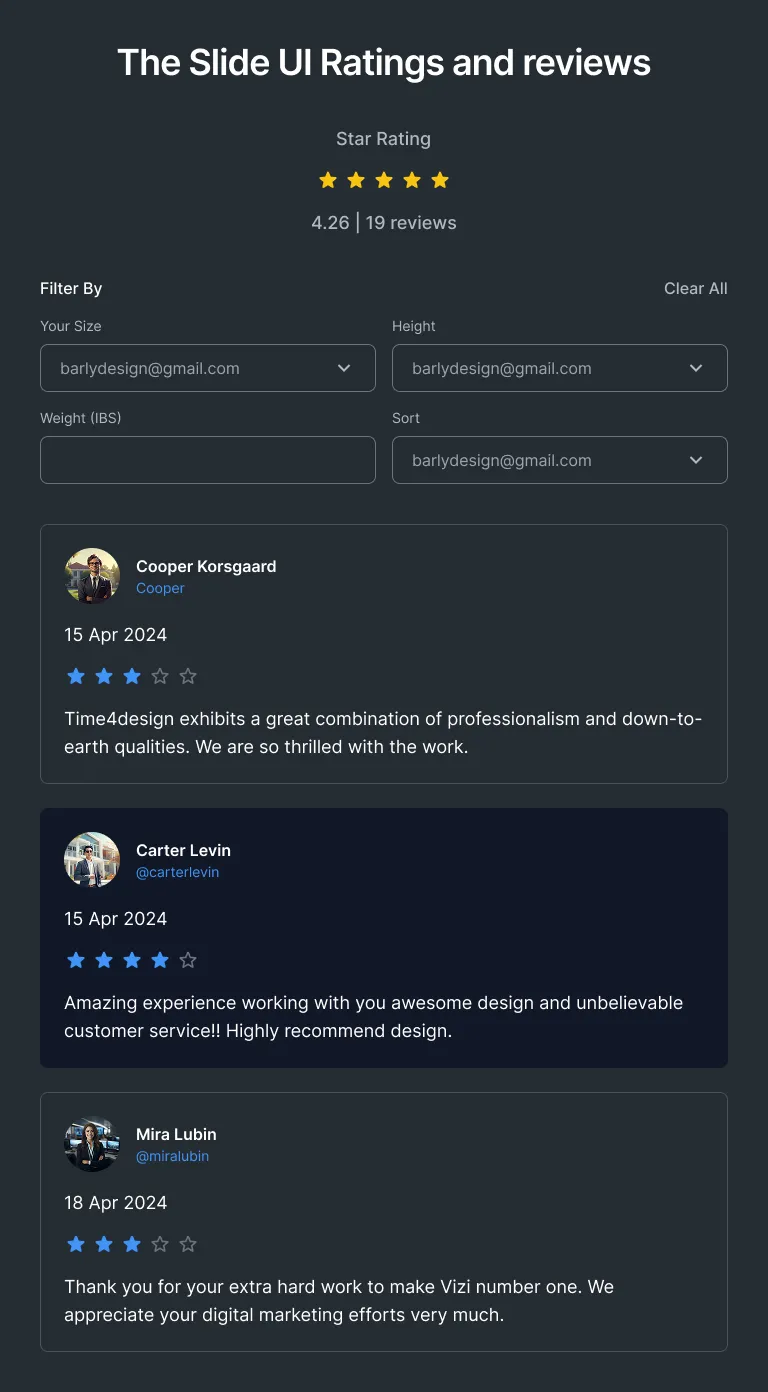 The Slide UI Ratings and reviews
Star Rating
4.26 | 19 reviews
Filter By
Clear All
Your Size
Height
barlydesign@gmail.com
barlydesign@gmail.com
Weight (IBS)
Sort
barlydesign@gmail.com
Cooper Korsgaard
Cooper
15 Apr 2024
Time4design exhibits a great combination of professionalism and down-to-
earth qualities. We are so thrilled with the work.
Carter Levin
@carterlevin
15 Apr 2024
Amazing experience working with you awesome design and unbelievable
customer service!! Highly recommend design.
Mira Lubin
@miralubin
18 Apr 2024
Thank you for your extra hard work to make Vizi number one. We
appreciate your digital marketing efforts very much.